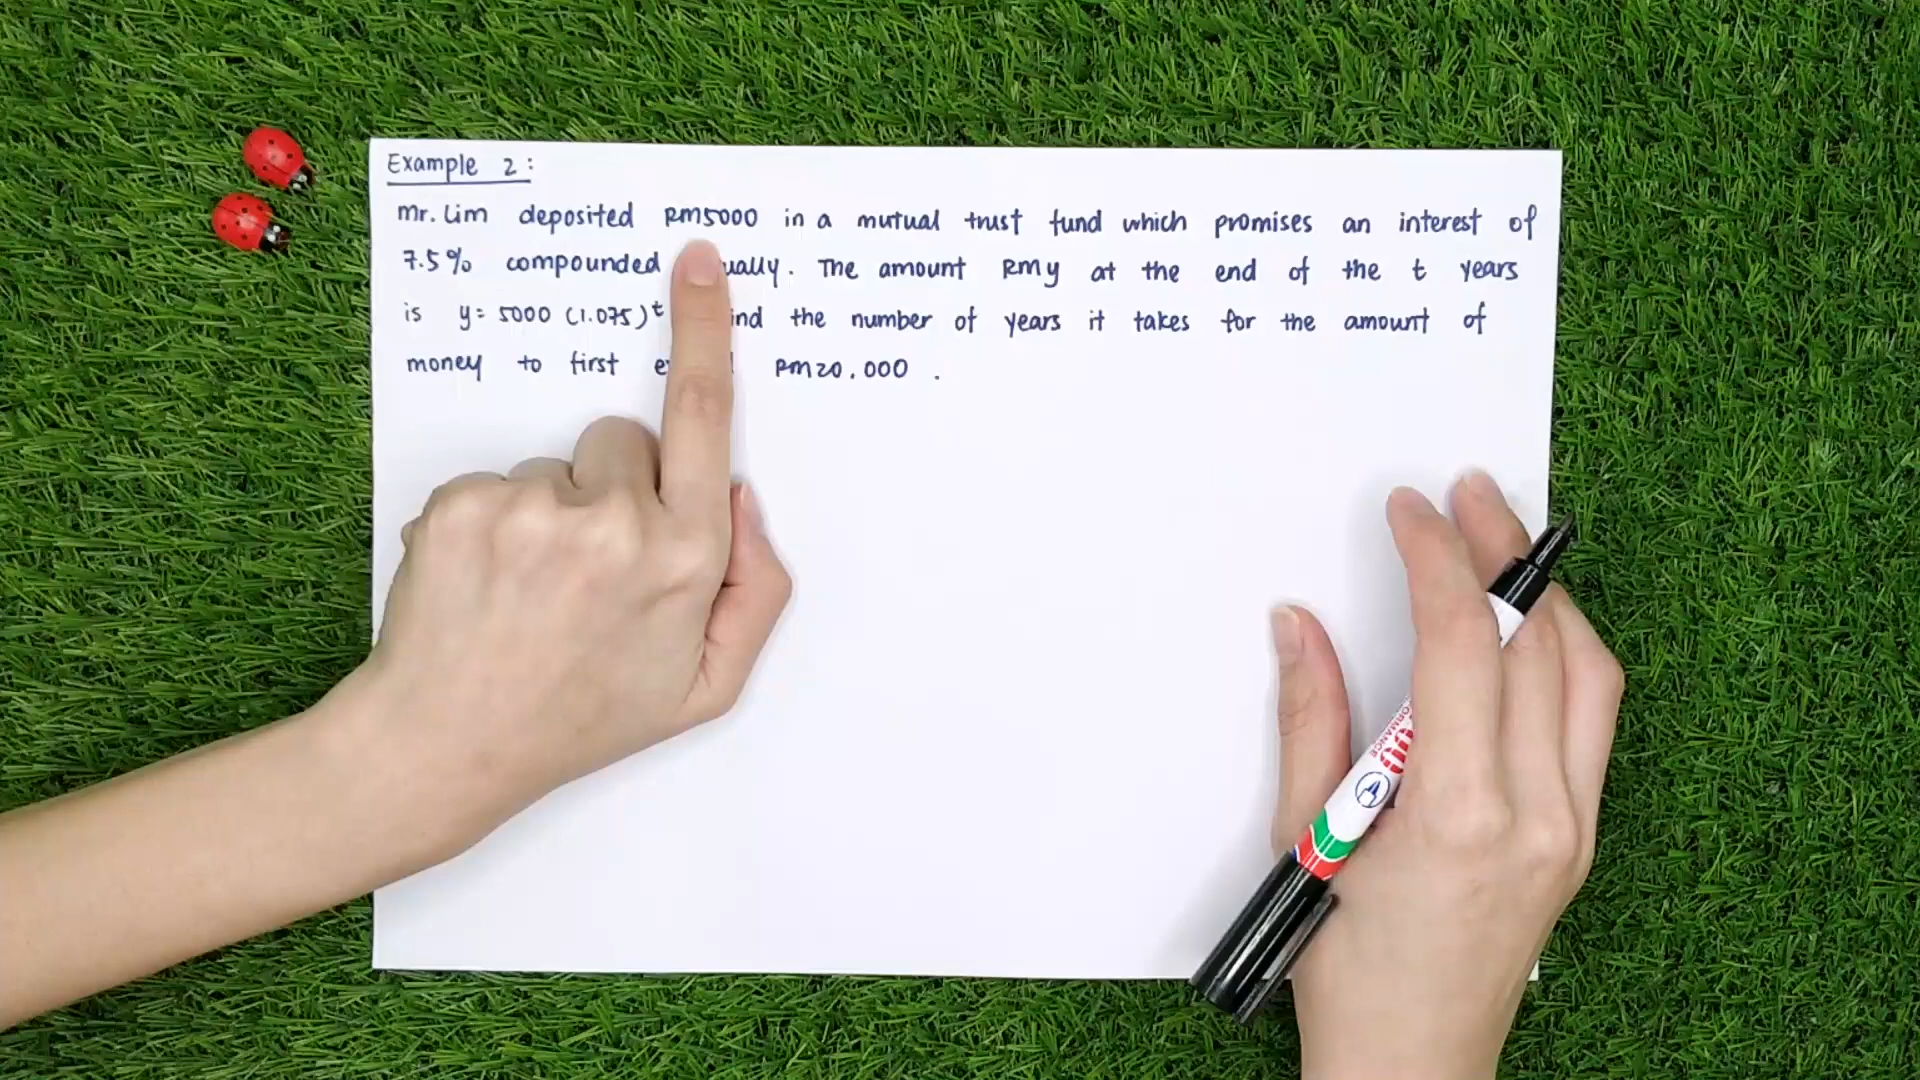 Example 2:
Mr. Lim deposited RM5000 in a mutual trust fund which promises an interest of
7.5% compounded ually. The amount RMy at the end of the t years
is y= 5000 (1.075)ᵗ ind the number of years it takes for the amount of
money to first RM20,000.